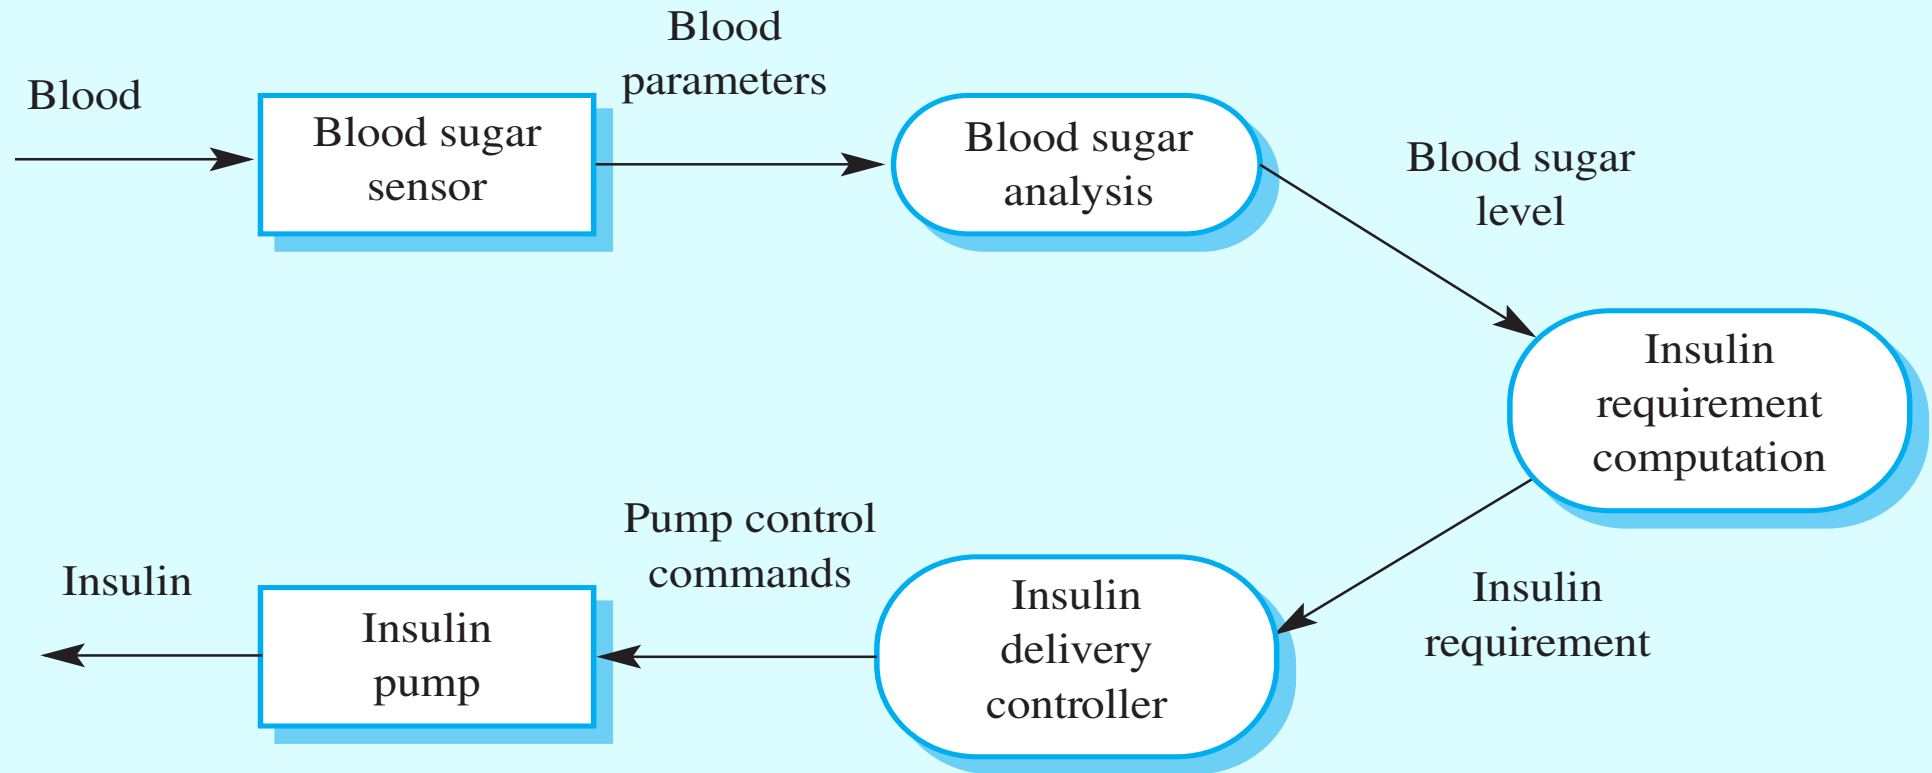 Blood
Blood sugar
sensor
Blood
parameters
Blood sugar
analysis
Blood sugar
level
Insulin
requirement
computation
Insulin
requirement
Insulin
delivery
controller
Pump control
commands
Insulin
pump
Insulin